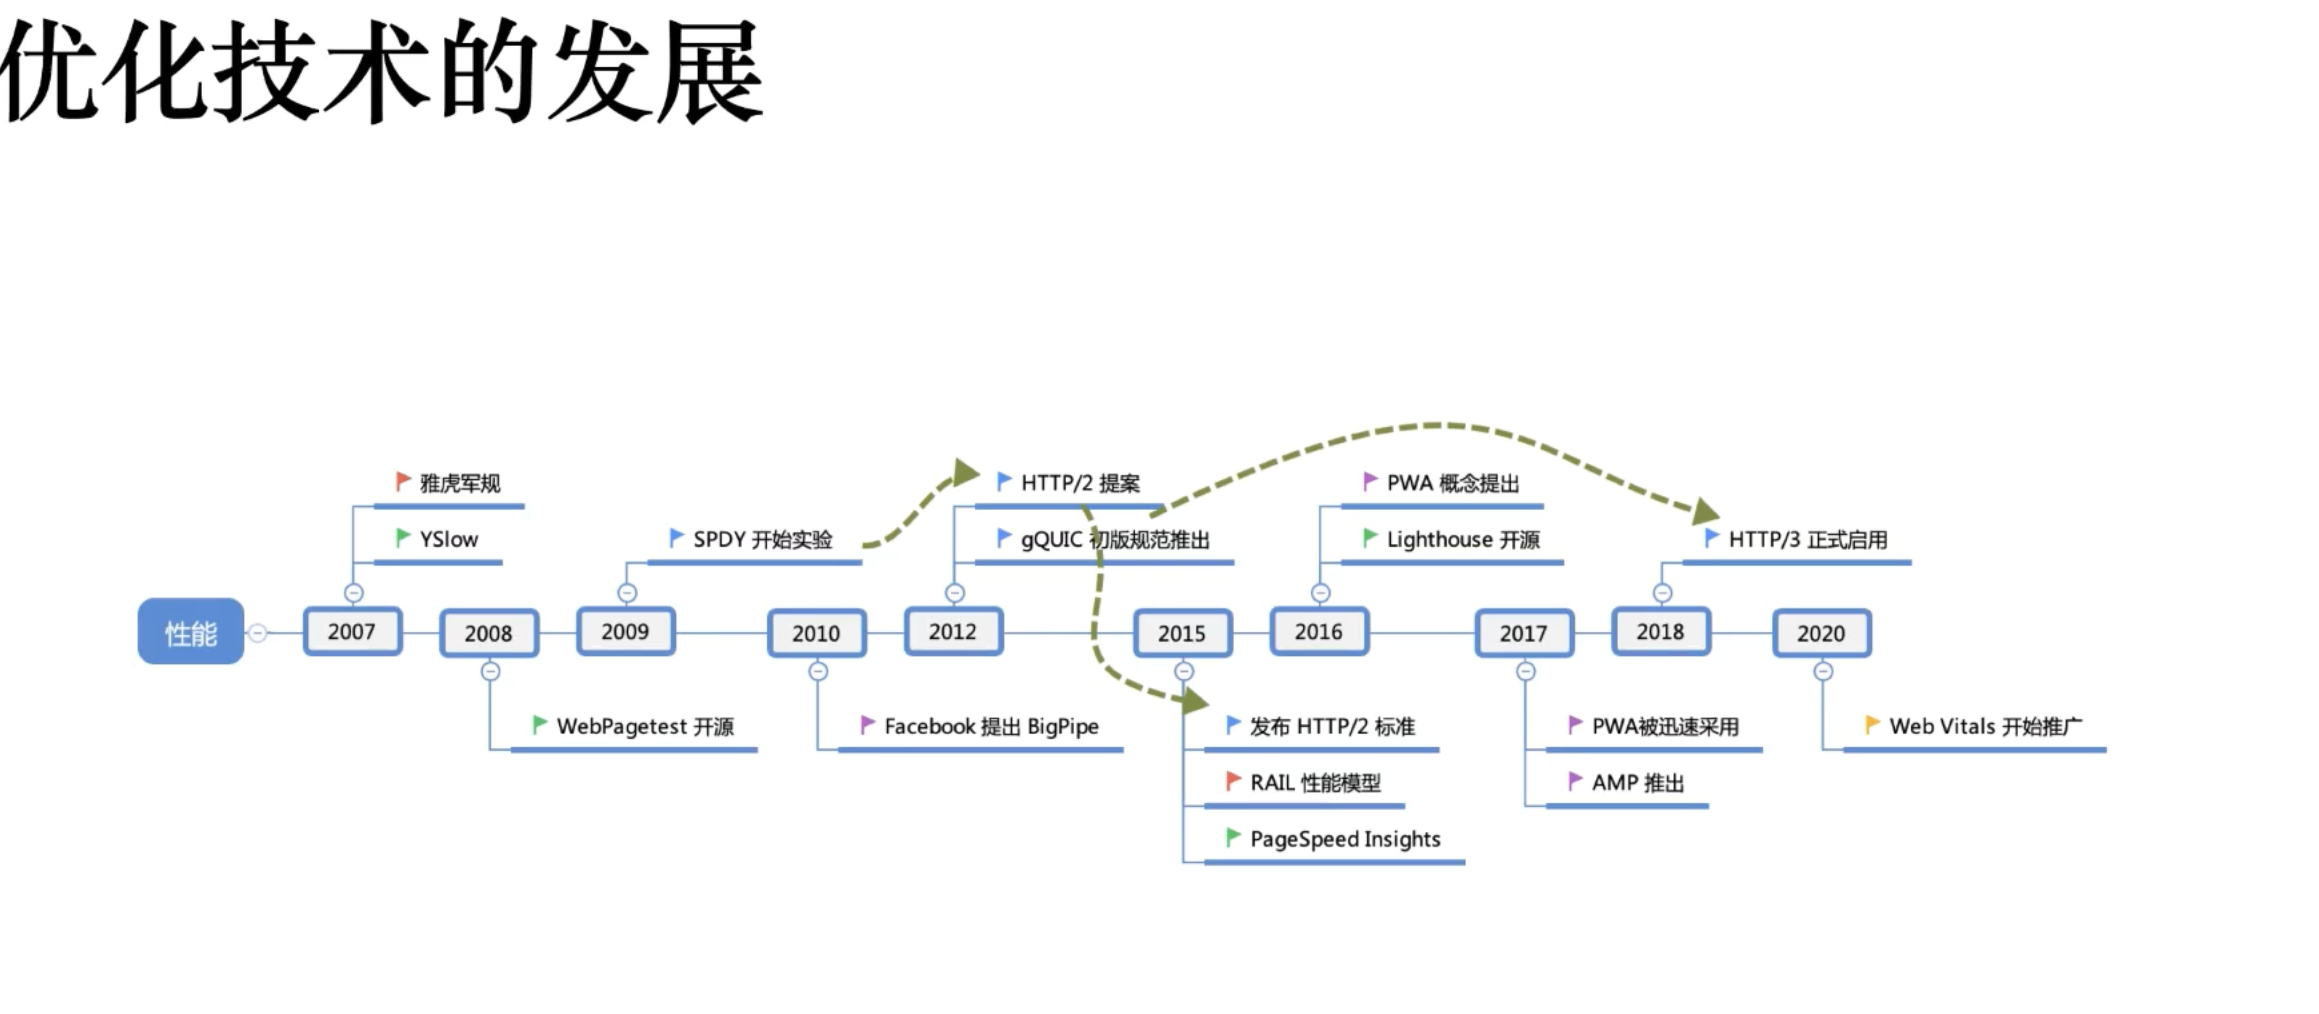 优化技术的发展
雅虎军规
YSlow
SPDY 开始实验
HTTP/2 提案
gQUIC 初版规范推出
PWA 概念提出
Lighthouse 开源
HTTP/3 正式启用
性能
2007
2008
2009
2010
2012
2015
2016
2017
2018
2020
WebPagetest 开源
Facebook 提出 BigPipe
发布 HTTP/2 标准
RAIL 性能模型
PageSpeed Insights
PWA被迅速采用
AMP 推出
Web Vitals 开始推广